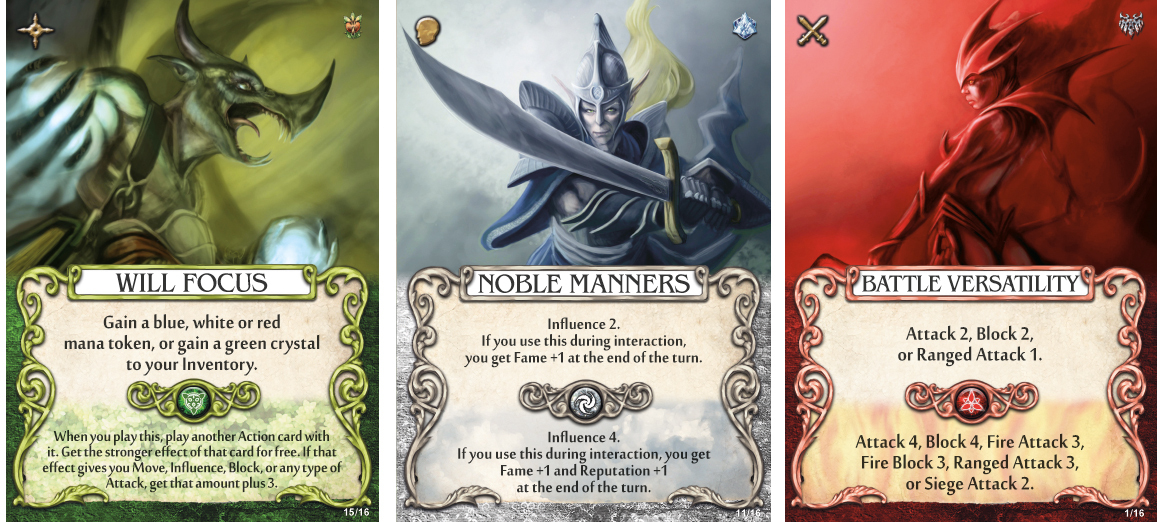 WILL FOCUS
Gain a blue, white or red
mana token, or gain a green crystal
to your Inventory.
When you play this, play another Action card with
it. Get the stronger effect of that card for free. If that
effect gives you Move, Influence, Block, or any type of
Attack, get that amount plus 3.
15/16
NOBLE MANNERS
Influence 2.
If you use this during interaction,
you get Fame +1 at the end of the turn.
Influence 4.
If you use this during interaction, you get
Fame +1 and Reputation +1
at the end of the turn.
11/16
BATTLE VERSATILITY
Attack 2, Block 2,
or Ranged Attack 1.
Attack 4, Block 4, Fire Attack 3,
Fire Block 3, Ranged Attack 3,
or Siege Attack 2.
1/16